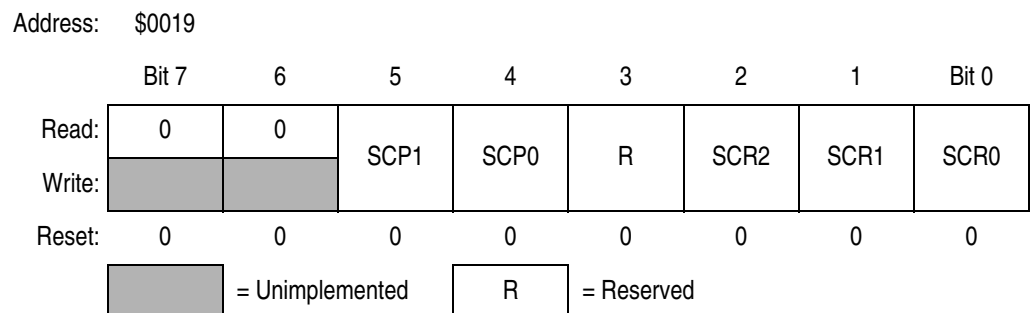 Address: $0019
Bit 7 6 5 4 3 2 1 Bit 0
Read: 0 0 SCP1 SCP0 R SCR2 SCR1 SCR0
Write:
Reset: 0 0 0 0 0 0 0 0
= Unimplemented R = Reserved